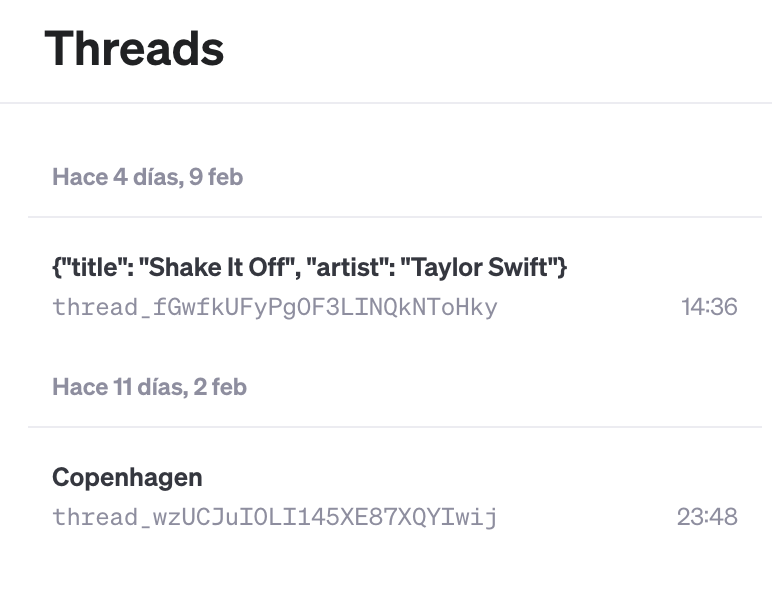 Threads
Hace 4 días, 9 feb
{"title": "Shake It Off", "artist": "Taylor Swift"}
thread_fGwfkUFyPgOF3LINQkNToHky 14:36
Hace 11 días, 2 feb
Copenhagen
thread_wzUCJuIOLI145XE87XQYIwij 23:48